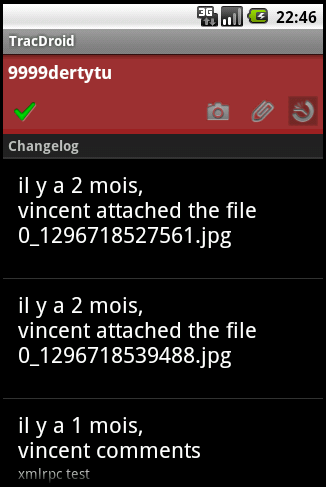 3G
22:46
TracDroid
9999dertytu
Changelog
il y a 2 mois,
vincent attached the file
0_1296718527561.jpg
il y a 2 mois,
vincent attached the file
0_1296718539488.jpg
il y a 1 mois,
vincent comments
xmlrpc test